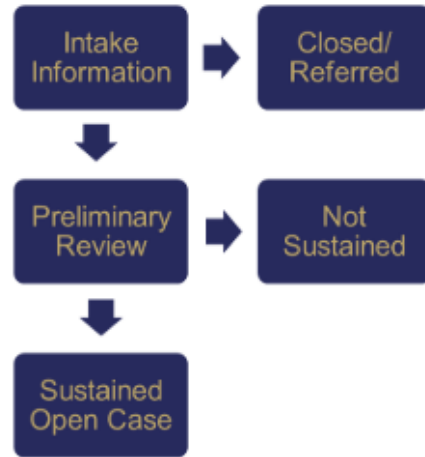 Intake
Information
Closed/
Referred
Preliminary
Review
Not
Sustained
Sustained
Open Case